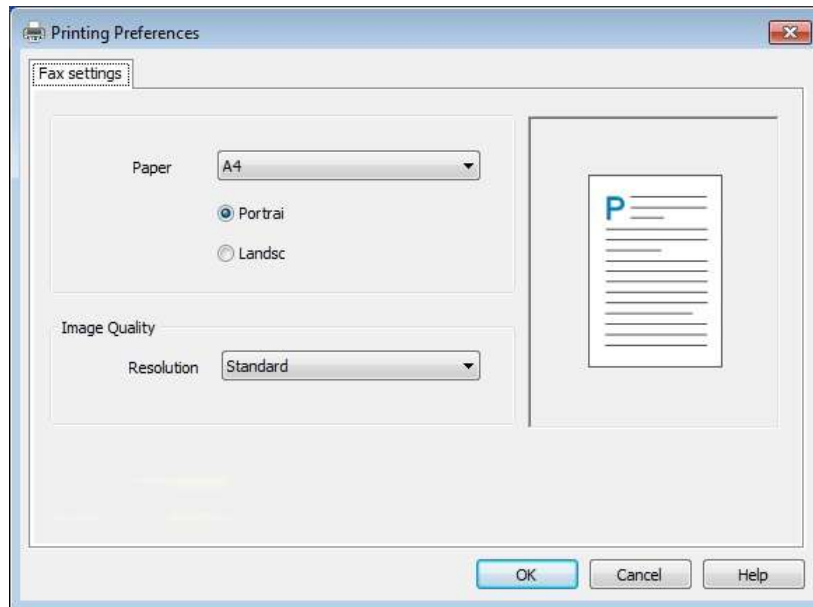 Printing Preferences
Fax settings
Paper A4
Portrai
Landsc
Image Quality
Resolution Standard
P
OK Cancel Help